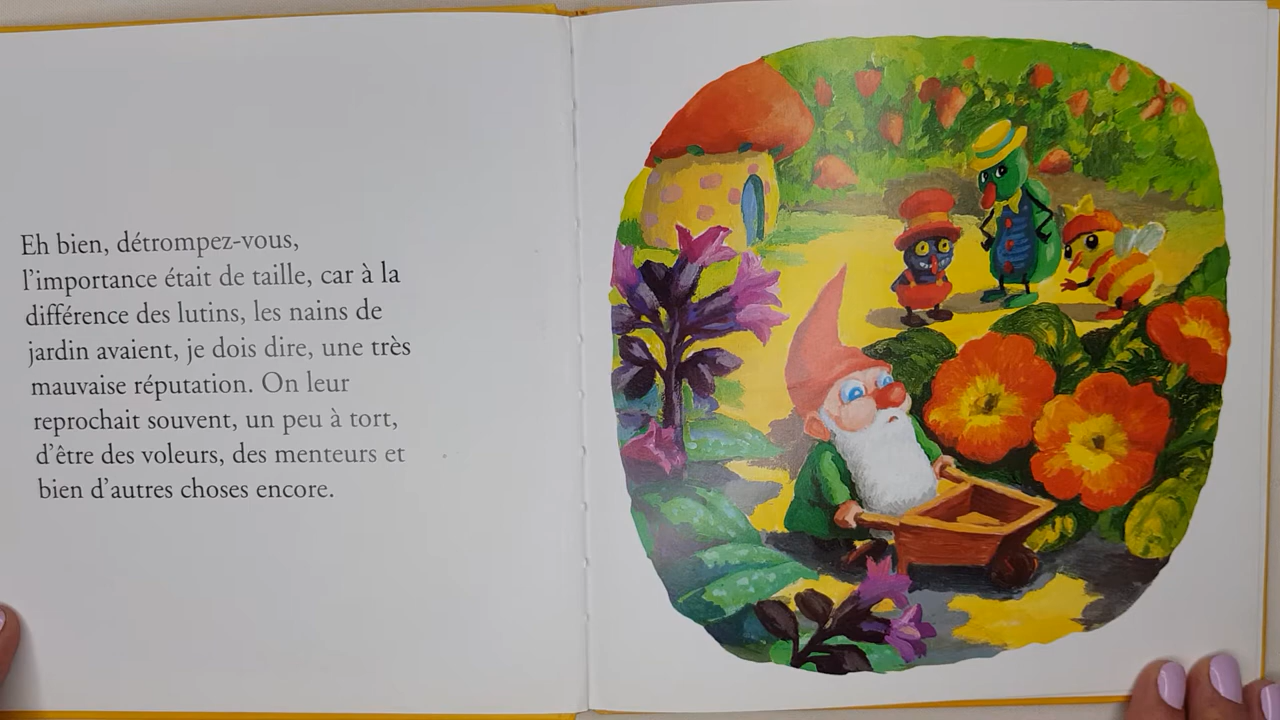 Eh bien, détrompez-vous,
l'importance était de taille, car à la
différence des lutins, les nains de
jardin avaient, je dois dire, une très
mauvaise réputation. On leur
reprochait souvent, un peu à tort,
d'être des voleurs, des menteurs et
bien d'autres choses encore.